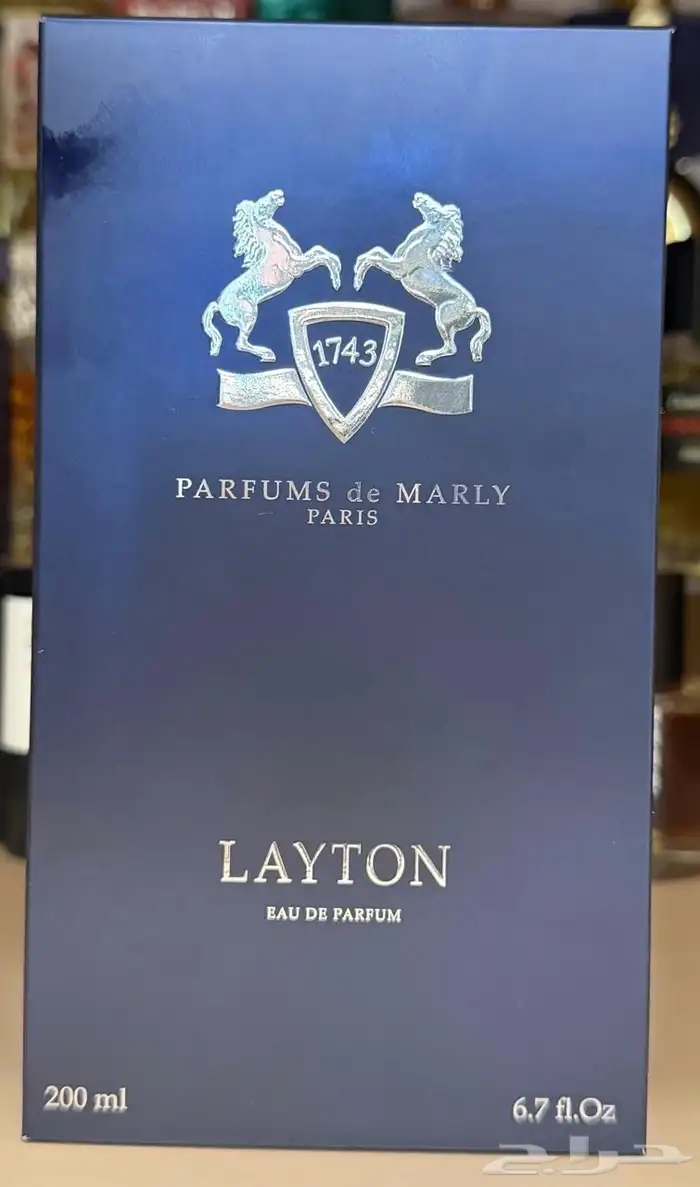 1743
PARFUMS de MARLY
PARIS
LAYTON
EAU DE PARFUM
200 ml
6.7 fl.Oz
حراج